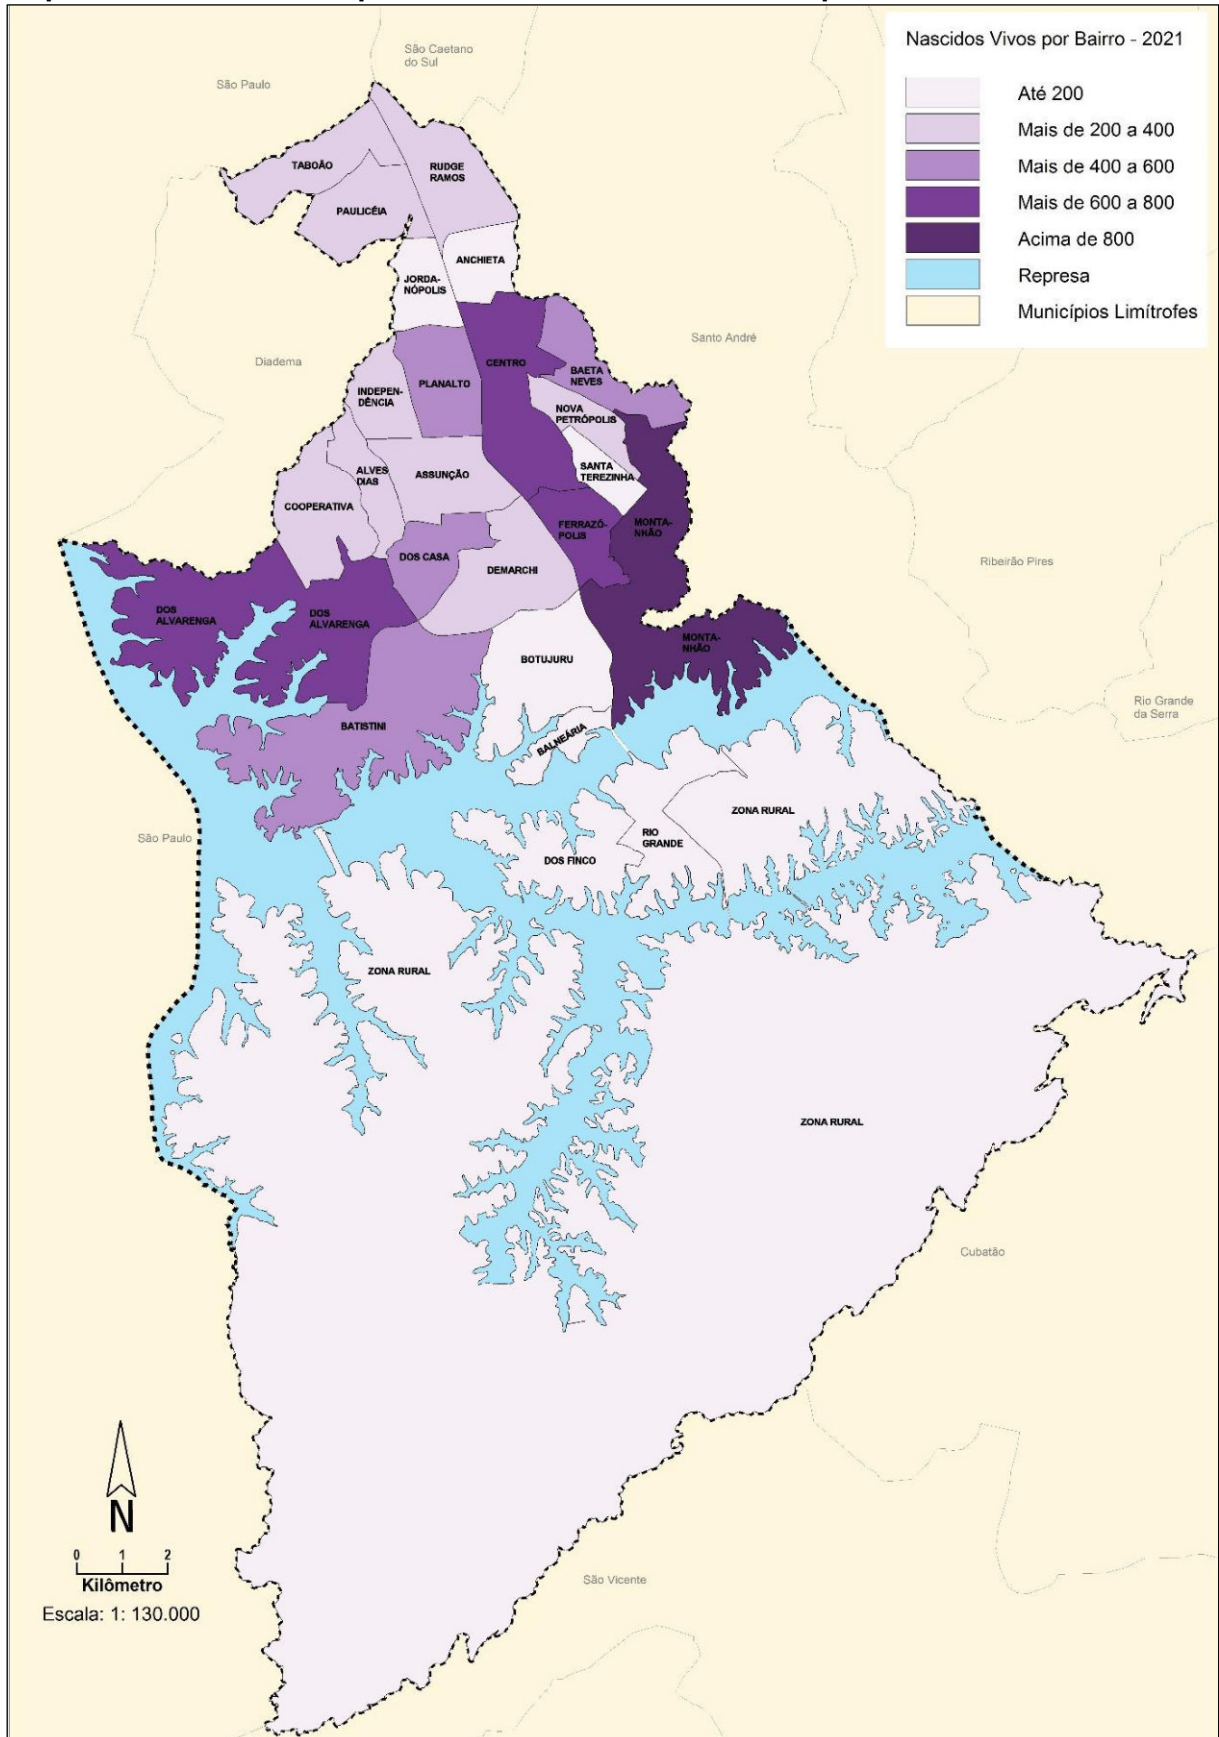 São Caetano
do Sul
São Paulo
Nascidos Vivos por Bairro - 2021
Até 200
Mais de 200 a 400
Mais de 400 a 600
Mais de 600 a 800
Acima de 800
Represa
Municípios Limítrofes
TABOÃO
RUDGE
RAMOS
PAULICÉIA
ANCHIETA
JORDA-
NÓPOLIS
Santo André
Diadema
CENTRO
BAETA
NEVES
PLANALTO
INDEPEN-
DÊNCIA
NOVA
PETRÓPOLIS
ALVES
DIAS
ASSUNÇÃO
SANTA
TEREZINHA
COOPERATIVA
FERRAZÓ-
POLIS
MONTA-
NHÃO
DOS CASA
DEMARCHI
Ribeirão Pires
DOS
ALVARENGA
DOS
ALVARENGA
MONTA-
NHÃO
BOTUJURU
Rio Grande
da Serra
BATISTINI
BALNEÁRIA
São Paulo
ZONA RURAL
RIO
GRANDE
DOS FINCO
ZONA RURAL
ZONA RURAL
Cubatão
N
0 1 2
Kilômetro
Escala: 1: 130.000
São Vicente